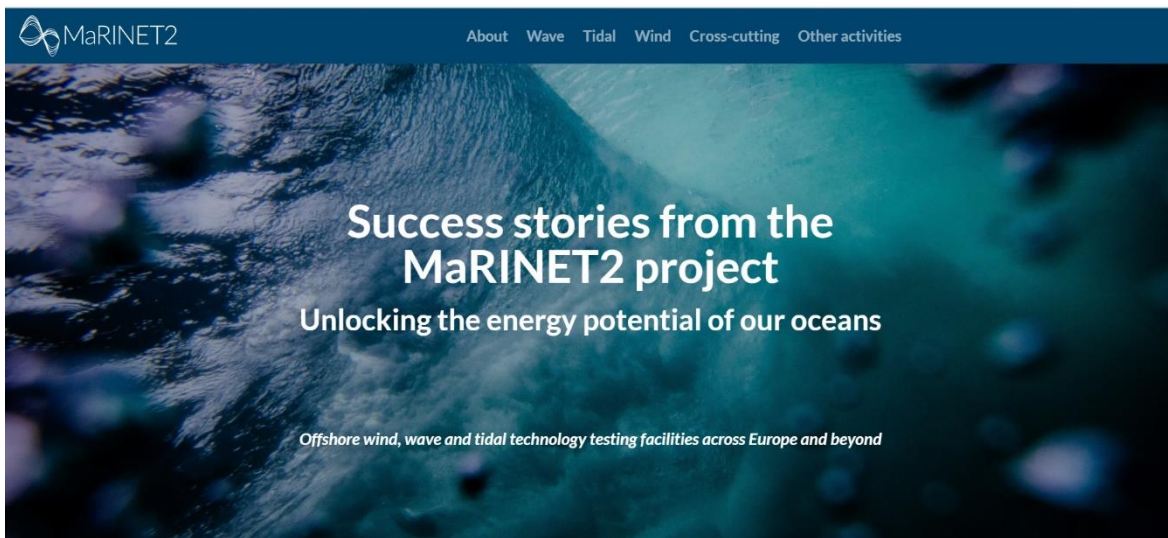 MaRINET2
About Wave Tidal Wind Cross-cutting Other activities
Success stories from the
MaRINET2 project
Unlocking the energy potential of our oceans
Offshore wind, wave and tidal technology testing facilities across Europe and beyond